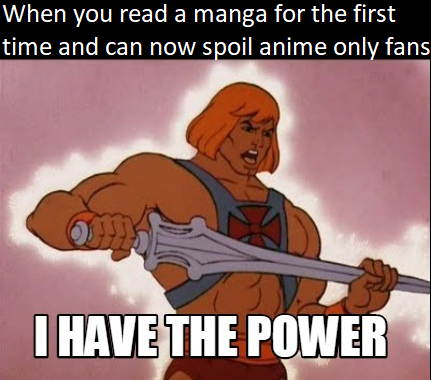 When you read a manga for the first
time and can now spoil anime only fans
I HAVE THE POWER